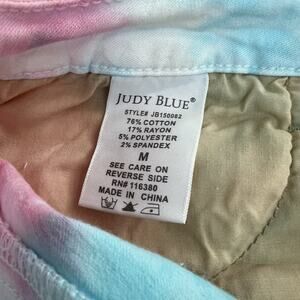 JUDY BLUE®
STYLE# JB150082
76% COTTON
17% RAYON
5% POLYESTER
2% SPANDEX
M
SEE CARE ON
REVERSE SIDE
RN# 116380
MADE IN CHINA